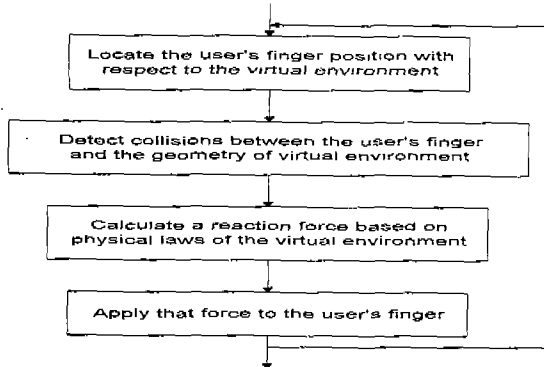 Locate the user's finger position with
respect to the virtual environment
Detect collisions between the user's finger
and the geometry of virtual environment
Calculate a reaction force based on
physical laws of the virtual environment
Apply that force to the user's finger